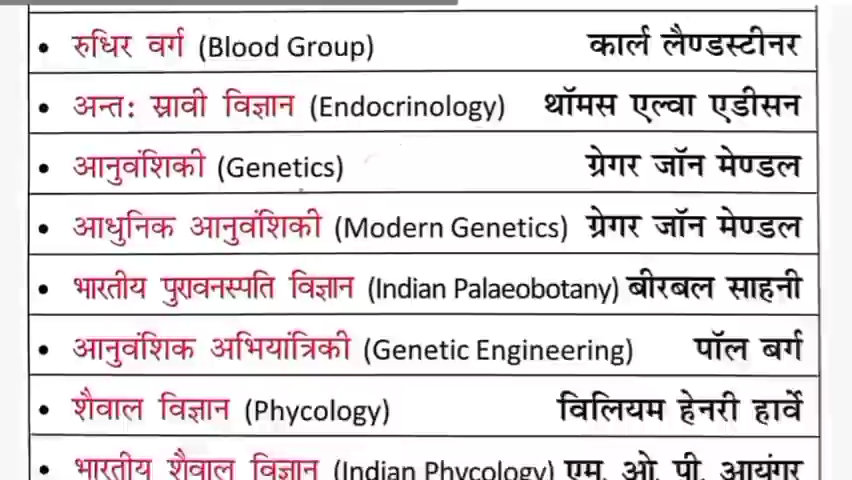 • रुधिर वर्ग (Blood Group) कार्ल लैण्डस्टीनर
• अन्तः स्रावी विज्ञान (Endocrinology) थॉमस एल्वा एडीसन
• आनुवंशिकी (Genetics) ग्रेगर जॉन मेण्डल
• आधुनिक आनुवंशिकी (Modern Genetics) ग्रेगर जॉन मेण्डल
• भारतीय पुरावनस्पति विज्ञान (Indian Palaeobotany) बीरबल साहनी
• आनुवंशिक अभियांत्रिकी (Genetic Engineering) पॉल बर्ग
• शैवाल विज्ञान (Phycology) विलियम हेनरी हार्वे
• भारतीय शैवाल विज्ञान (Indian Phycology) एम. ओ. पी. आयंगर